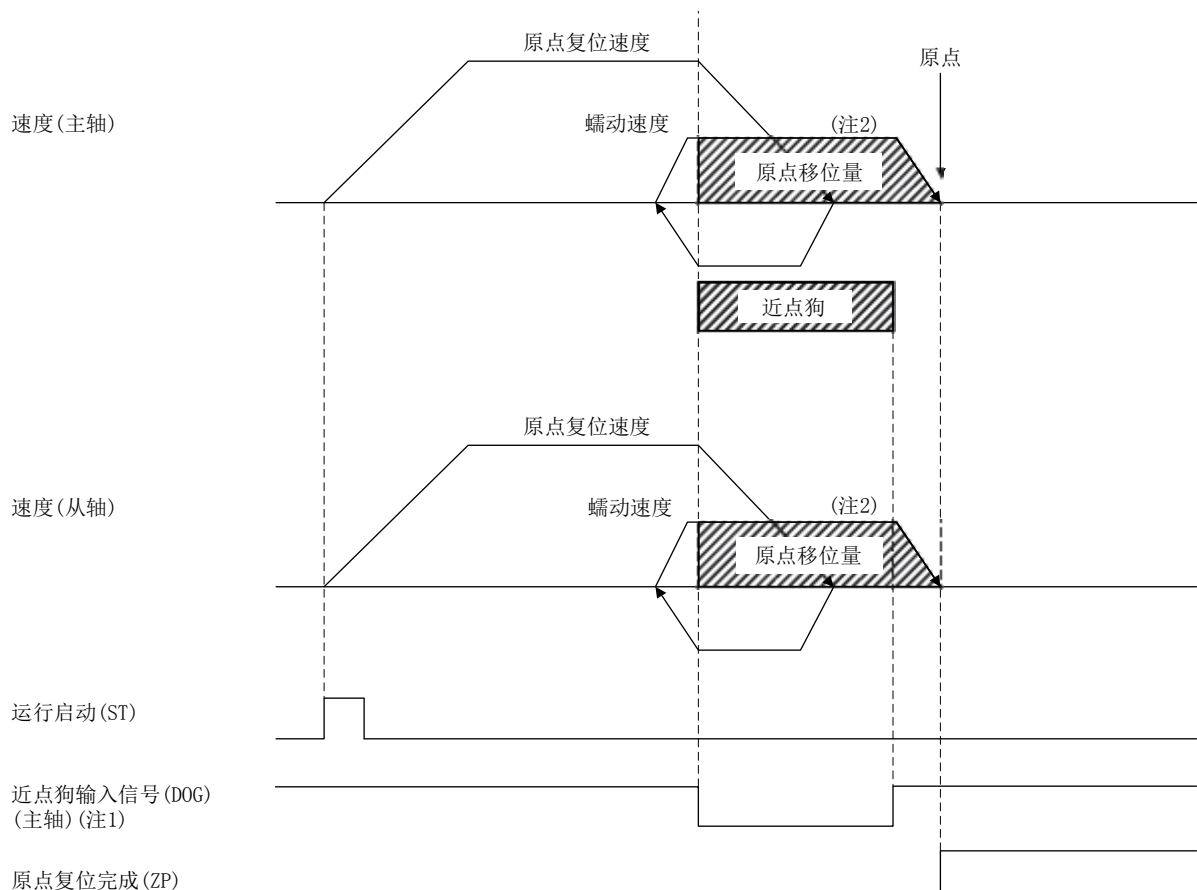 原点复位速度
原点
速度(主轴)
蠕动速度
(注2)
原点移位量
近点狗
原点复位速度
速度(从轴)
蠕动速度
(注2)
原点移位量
运行启动(ST)
近点狗输入信号(DOG)
(主轴)(注1)
原点复位完成(ZP)